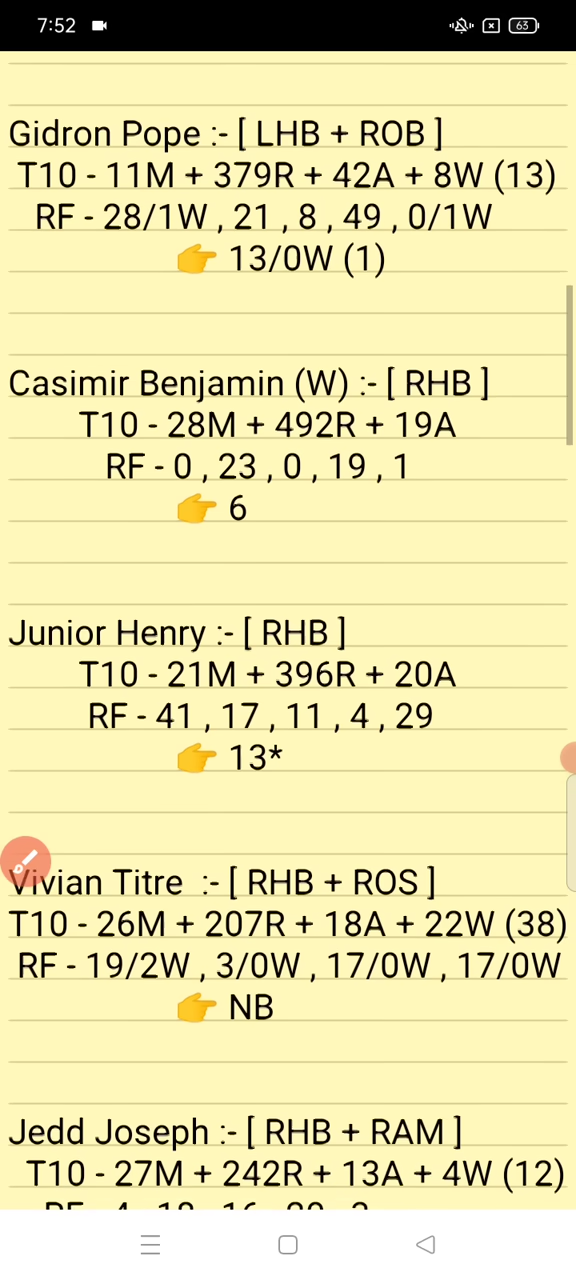 7:52
63
Gidron Pope :- [ LHB + ROB ]
T10 - 11M + 379R + 42A + 8W (13)
RF - 28/1W , 21 , 8 , 49 , 0/1W
👉 13/0W (1)
Casimir Benjamin (W) :- [ RHB ]
T10 - 28M + 492R + 19A
RF - 0 , 23 , 0 , 19 , 1
👉 6
Junior Henry :- [ RHB ]
T10 - 21M + 396R + 20A
RF - 41 , 17 , 11 , 4 , 29
👉 13*
Vivian Titre :- [ RHB + ROS ]
T10 - 26M + 207R + 18A + 22W (38)
RF - 19/2W , 3/0W , 17/0W , 17/0W
👉 NB
Jedd Joseph :- [ RHB + RAM ]
T10 - 27M + 242R + 13A + 4W (12)